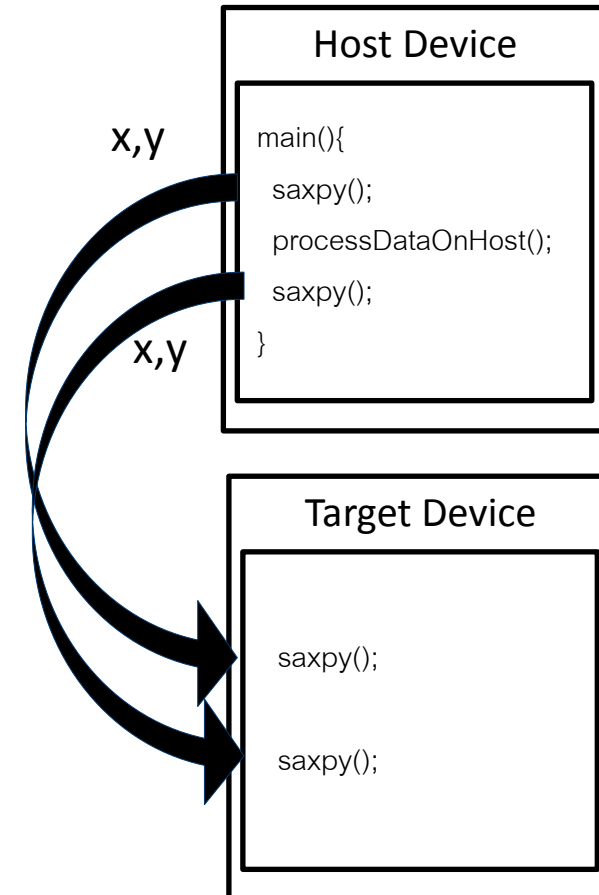 Host Device
x,y
main(){
saxpy();
processDataOnHost();
saxpy();
x,y
}
Target Device
saxpy();
saxpy();